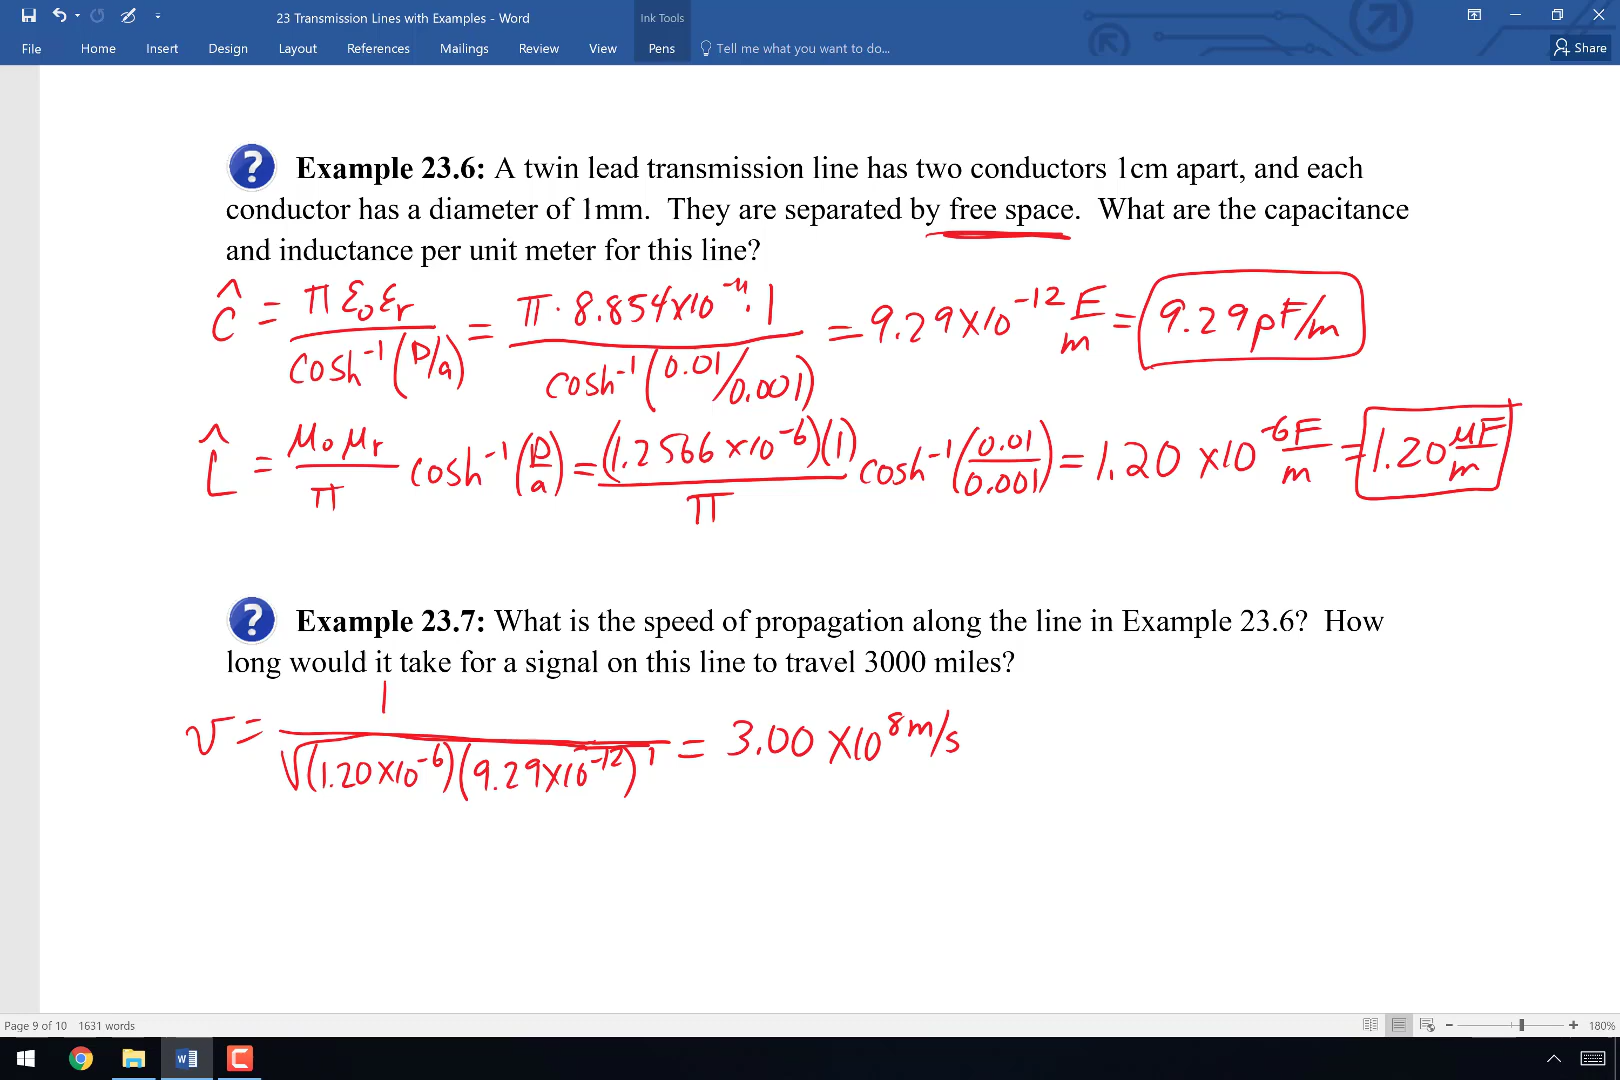 23 Transmission Lines with Examples - Word
Ink Tools
File Home Insert Design Layout References Mailings Review View Pens Tell me what you want to do... Share
? Example 23.6: A twin lead transmission line has two conductors 1cm apart, and each
conductor has a diameter of 1mm. They are separated by free space. What are the capacitance
and inductance per unit meter for this line?
Ĉ = π ε₀ εᵣ / cosh⁻¹(D/a) = π · 8.854×10⁻¹¹ · 1 / cosh⁻¹(0.01/0.001) = 9.29×10⁻¹² F/m = 9.29 pF/m
L̂ = μ₀ μᵣ / π cosh⁻¹(D/a) = (1.2566×10⁻⁶)(1) / π cosh⁻¹(0.01/0.001) = 1.20 ×10⁻⁶ F/m = 1.20 μF/m
? Example 23.7: What is the speed of propagation along the line in Example 23.6? How
long would it take for a signal on this line to travel 3000 miles?
v = 1 / √(1.20×10⁻⁶)(9.29×10⁻¹²) = 3.00 ×10⁸ m/s
Page 9 of 10 1631 words
180%